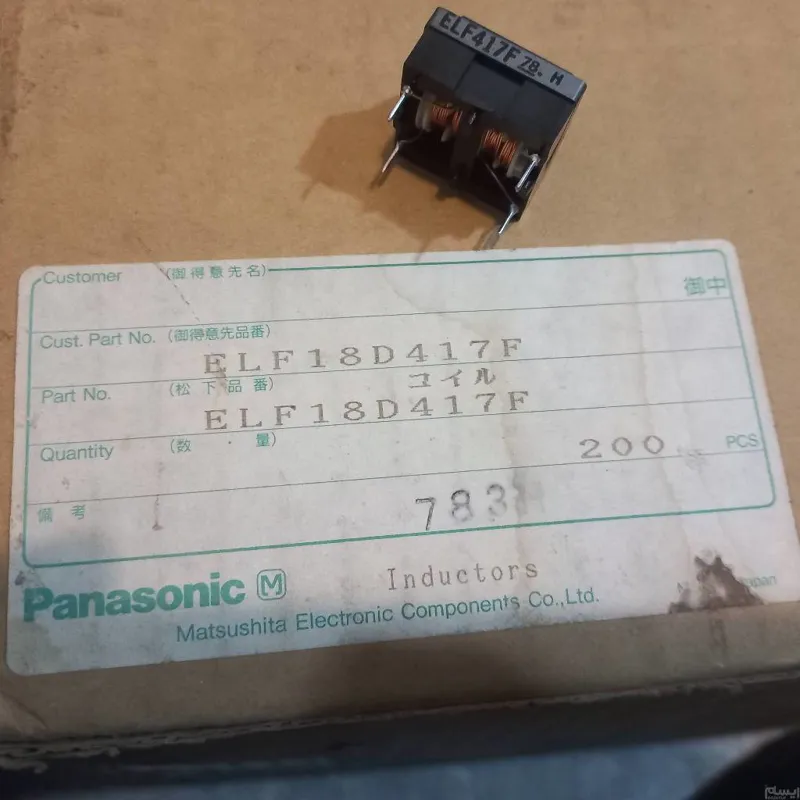 ELF417F
78. H
Customer (御得意先名)
御中
Cust. Part No. (御得意先品番)
ELF18D417F
コイル
Part No. (松下品番)
ELF18D417F
Quantity (数 量)
200 PCS
備考
783
Panasonic M
Inductors
Matsushita Electronic Components Co.,Ltd.
ایسام